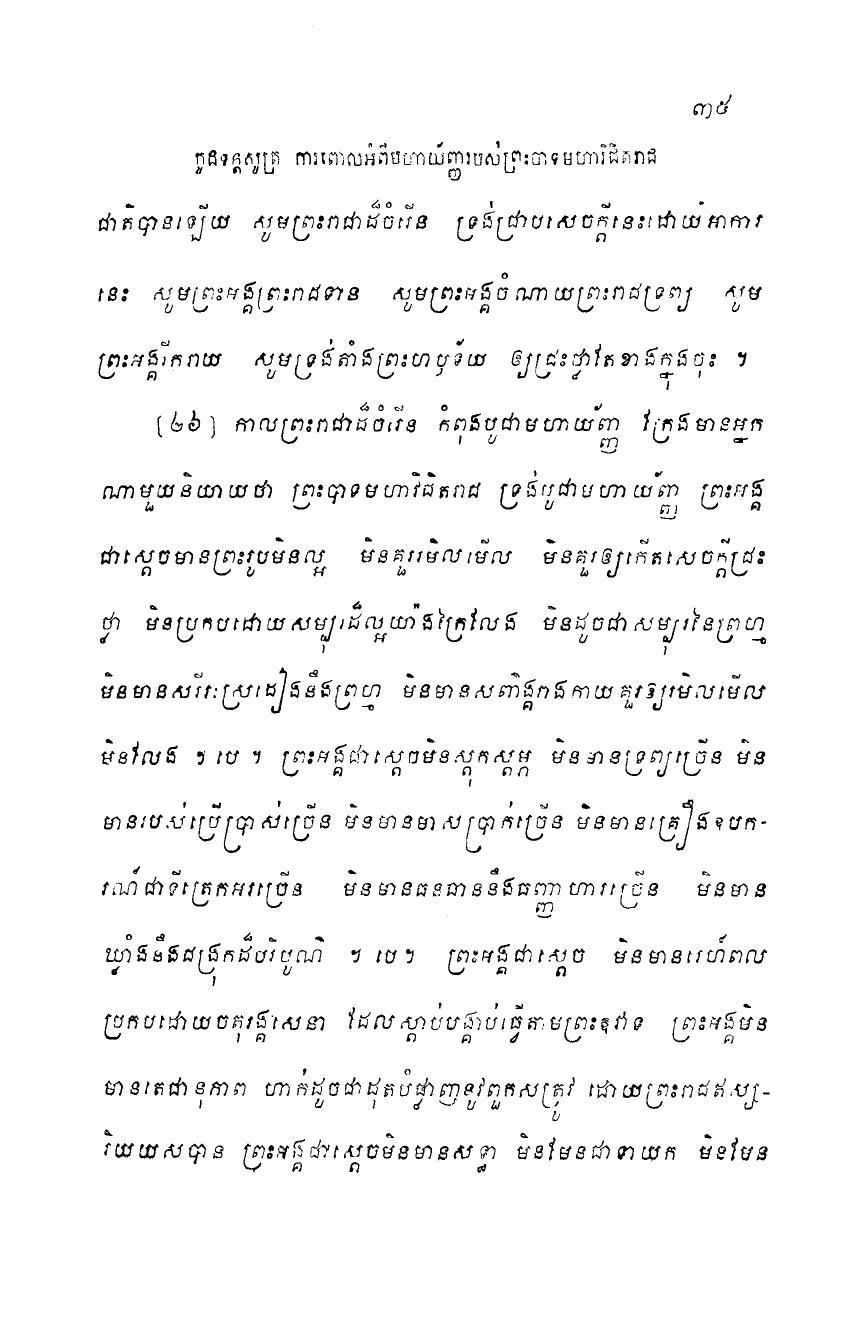 ៣៥
កូដទន្តសូត្រ ការពោលអំពីមហាយ័ញ្ញរបស់ព្រះបាទមហាវិជិតរាជ
ជាតិបានឡើយ សូមព្រះរាជាដ៏ចំរើន ទ្រង់ជ្រាបសេចក្តីនេះដោយអាការ
នេះ សូមព្រះអង្គព្រះរាជទាន សូមព្រះអង្គចំណាយព្រះរាជទ្រព្យ សូម
ព្រះអង្គរីករាយ សូមទ្រង់តាំងព្រះហឫទ័យ ឲ្យជ្រះថ្លាតែខាងក្នុងចុះ ។
(២៦) កាលព្រះរាជាដ៏ចំរើន កំពុងបូជាមហាយ័ញ្ញ ក្រែងមានអ្នក
ណាមួយនិយាយថា ព្រះបាទមហាវិជិតរាជ ទ្រង់បូជាមហាយ័ញ្ញ ព្រះអង្គ
ជាស្តេចមានព្រះរូបមិនល្អ មិនគួររមិលមើល មិនគួរឲ្យកើតសេចក្តីជ្រះ
ថ្លា មិនប្រកបដោយសម្បុរដ៏ល្អយ៉ាងក្រៃលែង មិនដូចជាសម្បុរនៃព្រហ្ម
មិនមានសរីរៈស្រដៀងនឹងព្រហ្ម មិនមានសពាង្គកងកាយគួរឱ្យរមិលមើល
មិនលែង ។ បេ ។ ព្រះអង្គជាស្តេចមិនស្តុកស្តម្ភ មិនមានទ្រព្យច្រើន មិន
មានរបស់ប្រើប្រាស់ច្រើន មិនមានមាសប្រាក់ច្រើន មិនមានគ្រឿងឧបក-
រណ៍ជាទីត្រេកអរច្រើន មិនមានធនធាននឹងធញ្ញាហារច្រើន មិនមាន
ឃ្លាំងនឹងជង្រុកដ៏បរិបូណ៌ ។ បេ។ ព្រះអង្គជាស្តេច មិនមានរេហ៍ពល
ប្រកបដោយចតុរង្គសេនា ដែលស្តាប់បង្គាប់ធ្វើតាមព្រះឱវាទ ព្រះអង្គមិន
មានតេជានុភាព ហាក់ដូចជាដុតបំផ្លាញនូវពួកសត្រូវ ដោយព្រះរាជឥស្ស-
រិយយសបាន ព្រះអង្គជាស្តេចមិនមានសទ្ធា មិនមែនជាទាយក មិនមែន